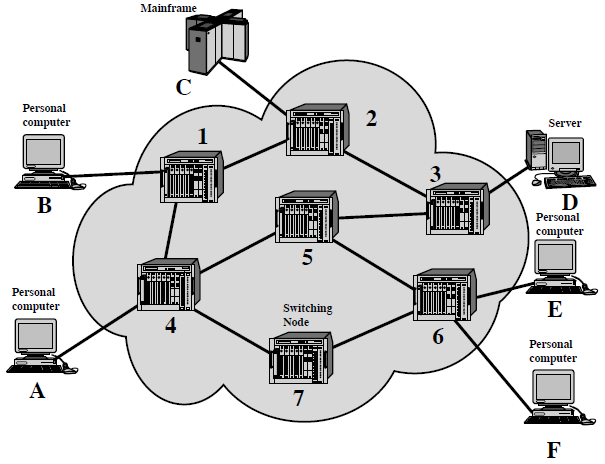 Mainframe
C
Personal
computer
B
1
2
Server
D
3
Personal
computer
E
5
4
Personal
computer
A
Switching
Node
7
6
Personal
computer
F